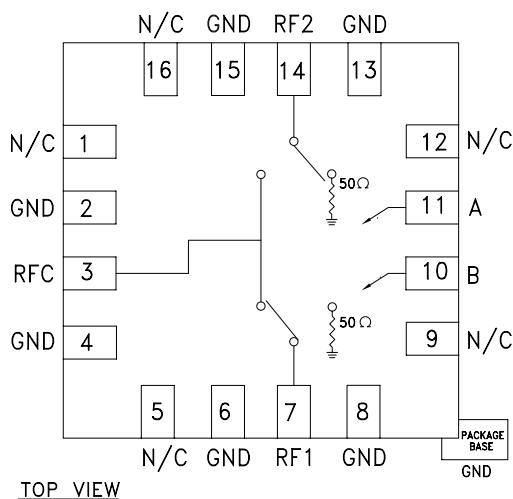 N/C GND RF2 GND
16 15 14 13
N/C 1 12 N/C
GND 2 50Ω 11 A
RFC 3 10 B
GND 4 50Ω 9 N/C
5 6 7 8
N/C GND RF1 GND
PACKAGE
BASE
GND
TOP VIEW